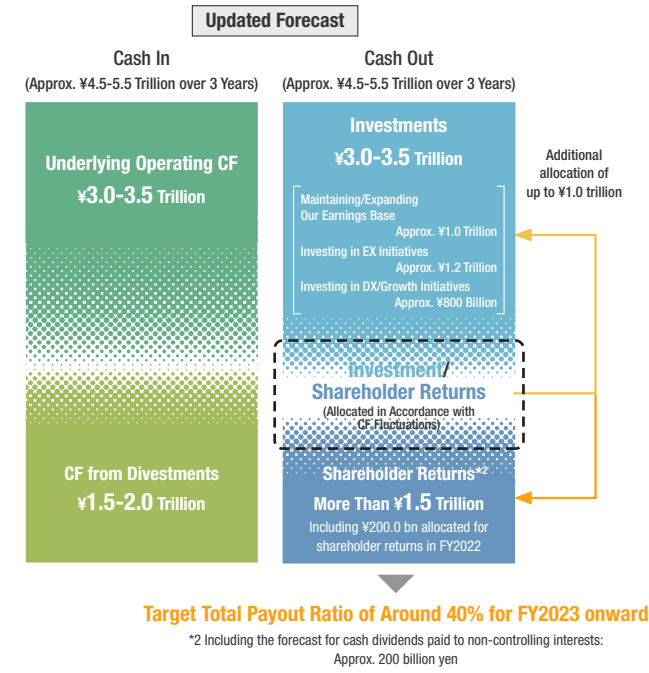 Updated Forecast
Cash In
(Approx. ¥4.5-5.5 Trillion over 3 Years)
Underlying Operating CF
¥3.0-3.5 Trillion
CF from Divestments
¥1.5-2.0 Trillion
Cash Out
(Approx. ¥4.5-5.5 Trillion over 3 Years)
Investments
¥3.0-3.5 Trillion
Maintaining/Expanding
Our Earnings Base
Approx. ¥1.0 Trillion
Investing in EX Initiatives
Approx. ¥1.2 Trillion
Investing in DX/Growth Initiatives
Approx. ¥800 Billion
Investment/
Shareholder Returns
(Allocated in Accordance with
CF Fluctuations)
Shareholder Returns*2
More Than ¥1.5 Trillion
Including ¥200.0 bn allocated for
shareholder returns in FY2022
Additional
allocation of
up to ¥1.0 trillion
Target Total Payout Ratio of Around 40% for FY2023 onward
*2 Including the forecast for cash dividends paid to non-controlling interests:
Approx. 200 billion yen